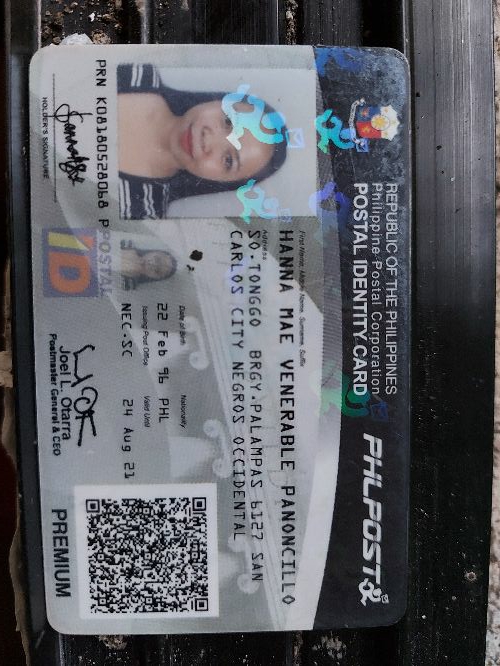 REPUBLIC OF THE PHILIPPINES
Philippine Postal Corporation
POSTAL IDENTITY CARD
PHLPOST
First Name, Middle Name, Surname, Suffix
HANNA MAE VENERABLE PANONCILLO
Address
SO.TONGGO BRGY.PALAMPAS 6127 SAN
CARLOS CITY NEGROS OCCIDENTAL
Date of Birth Nationality
22 Feb 96 PHL
Issuing Post Office Valid Until
NEC-SC 24 Aug 21
PRN K08180528068 P
POSTAL
ID
HOLDER'S SIGNATURE
Joel L. Otarra
Postmaster General & CEO
PREMIUM